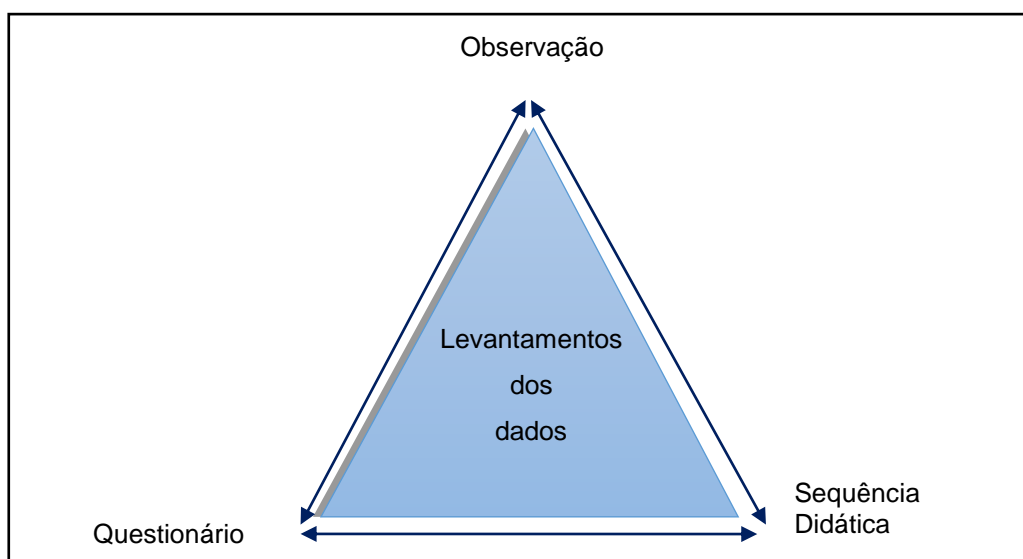 Observação
Levantamentos
dos
dados
Sequência
Didática
Questionário